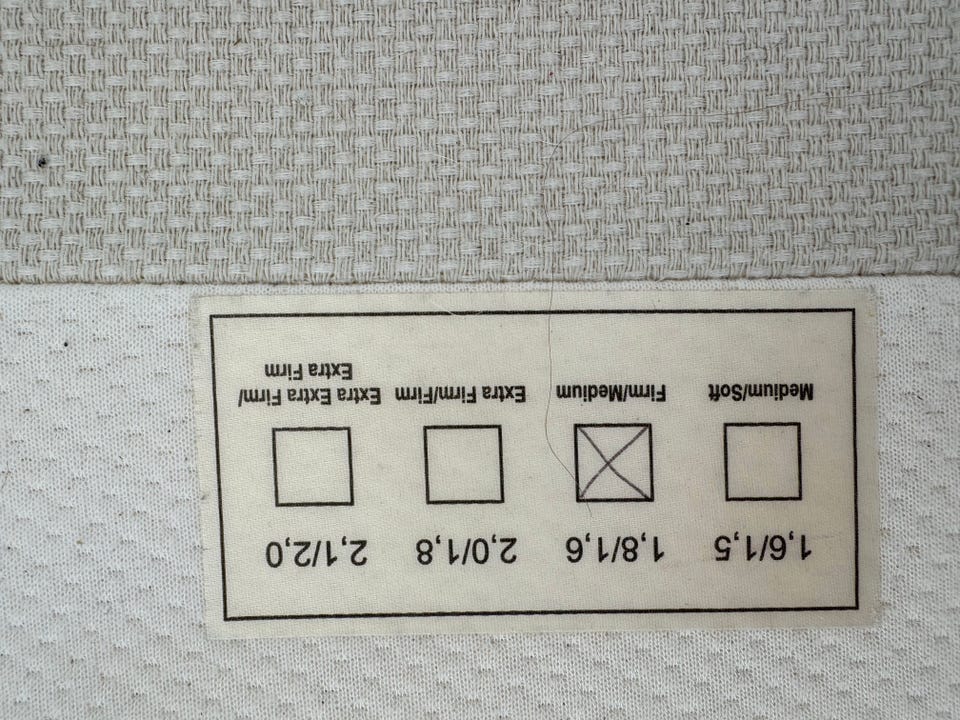 1,6/1,5 1,8/1,6 2,0/1,8 2,1/2,0
Medium/Soft Firm/Medium Extra Firm/Firm Extra Extra Firm/
Extra Firm